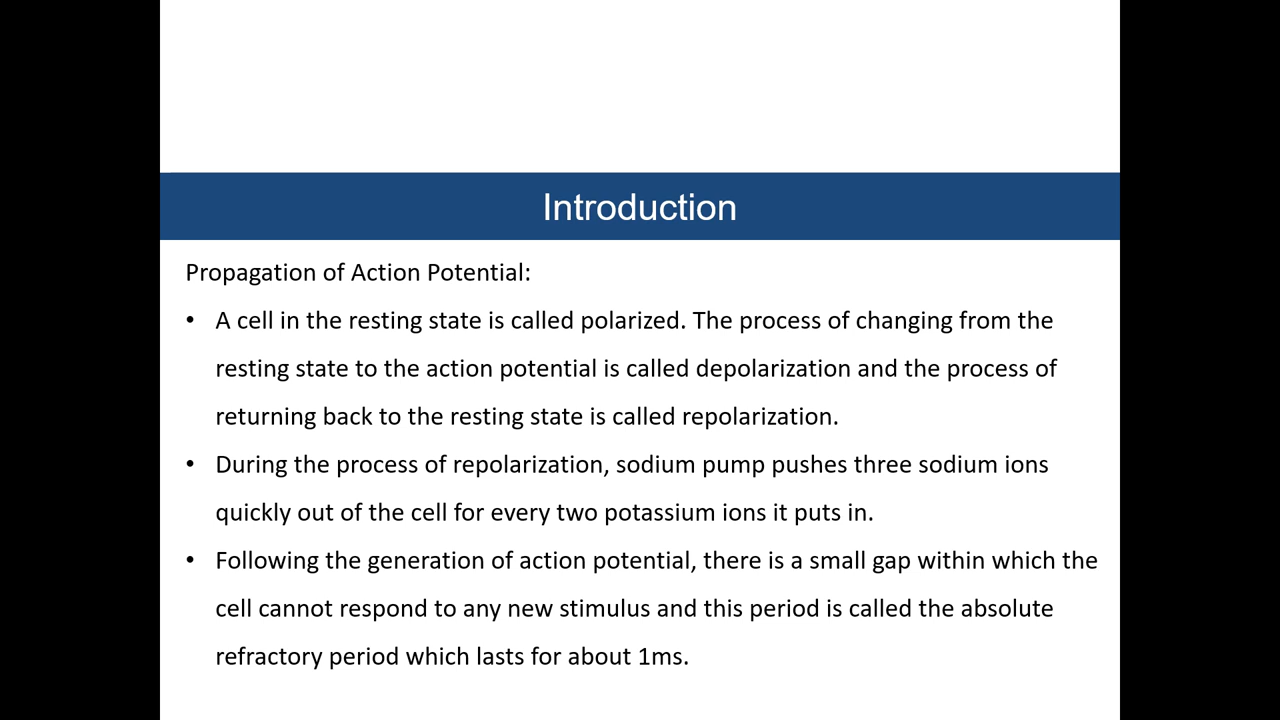 Introduction
Propagation of Action Potential:
• A cell in the resting state is called polarized. The process of changing from the
resting state to the action potential is called depolarization and the process of
returning back to the resting state is called repolarization.
• During the process of repolarization, sodium pump pushes three sodium ions
quickly out of the cell for every two potassium ions it puts in.
• Following the generation of action potential, there is a small gap within which the
cell cannot respond to any new stimulus and this period is called the absolute
refractory period which lasts for about 1ms.